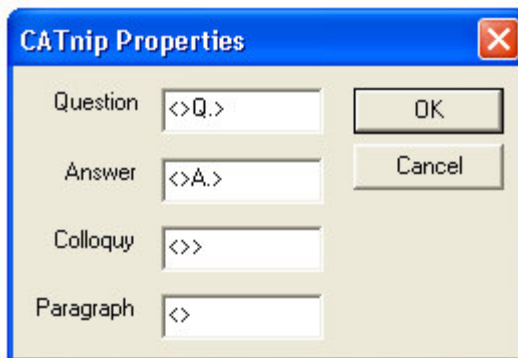 CATnip Properties
Question <>Q.> OK
Answer <>A.> Cancel
Colloquy <>>
Paragraph <>